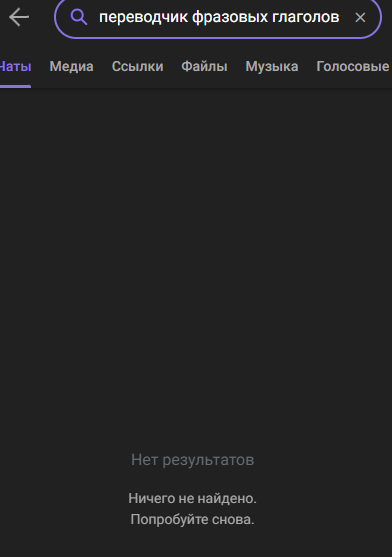 переводчик фразовых глаголов
Чаты Медиа Ссылки Файлы Музыка Голосовые
Нет результатов
Ничего не найдено.
Попробуйте снова.